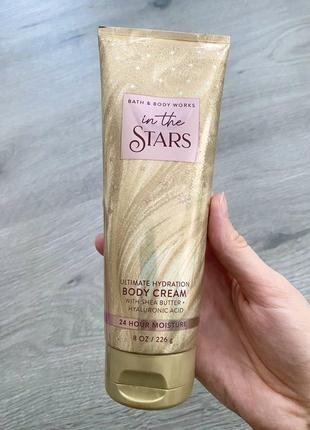 BATH & BODY WORKS
in the
STARS
ULTIMATE HYDRATION
BODY CREAM
WITH SHEA BUTTER +
HYALURONIC ACID
24 HOUR MOISTURE
8 OZ / 226 g